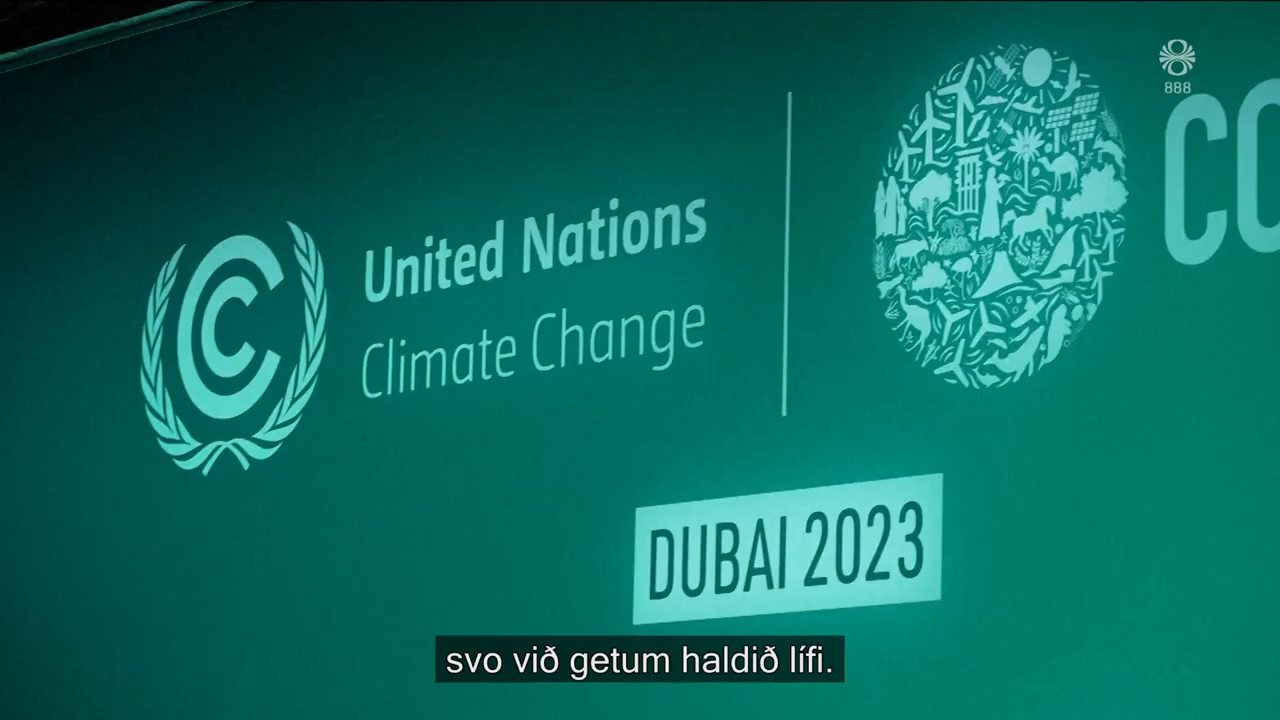 888
United Nations
Climate Change
DUBAI 2023
svo við getum haldið lífi.